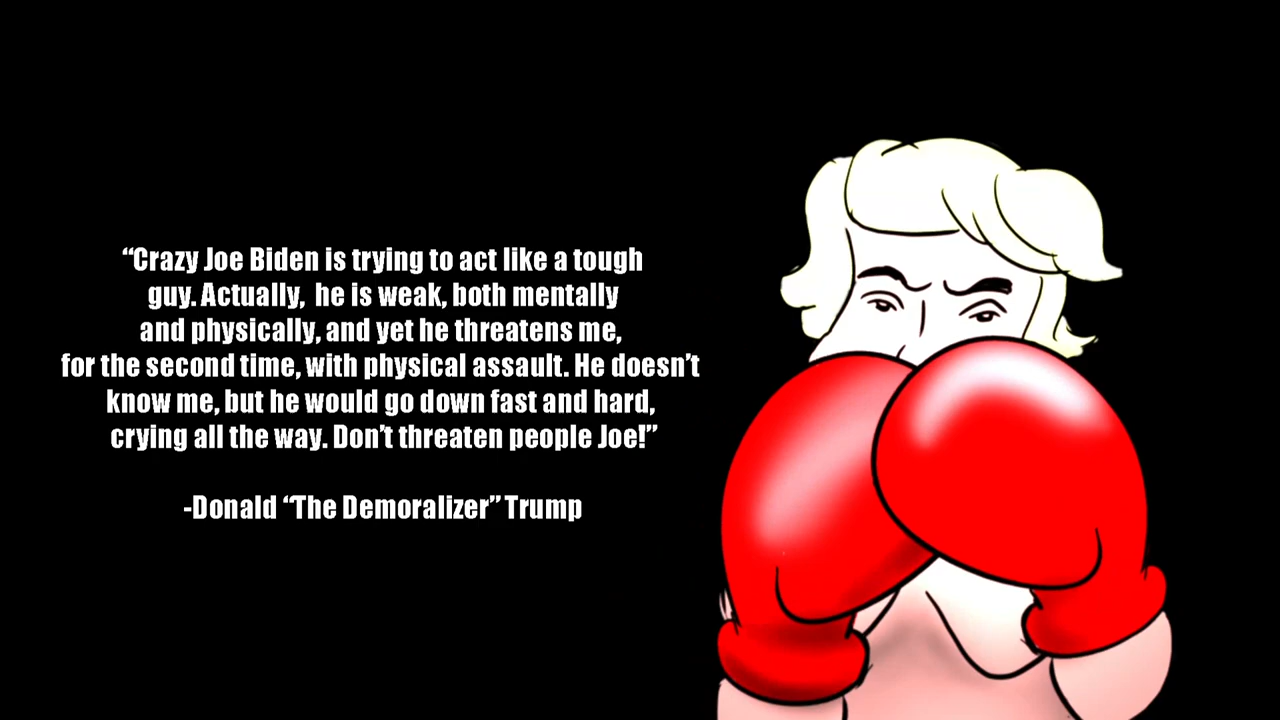 “Crazy Joe Biden is trying to act like a tough
guy. Actually,  he is weak, both mentally
and physically, and yet he threatens me,
for the second time, with physical assault. He doesn’t
know me, but he would go down fast and hard,
crying all the way. Don’t threaten people Joe!”
-Donald “The Demoralizer” Trump